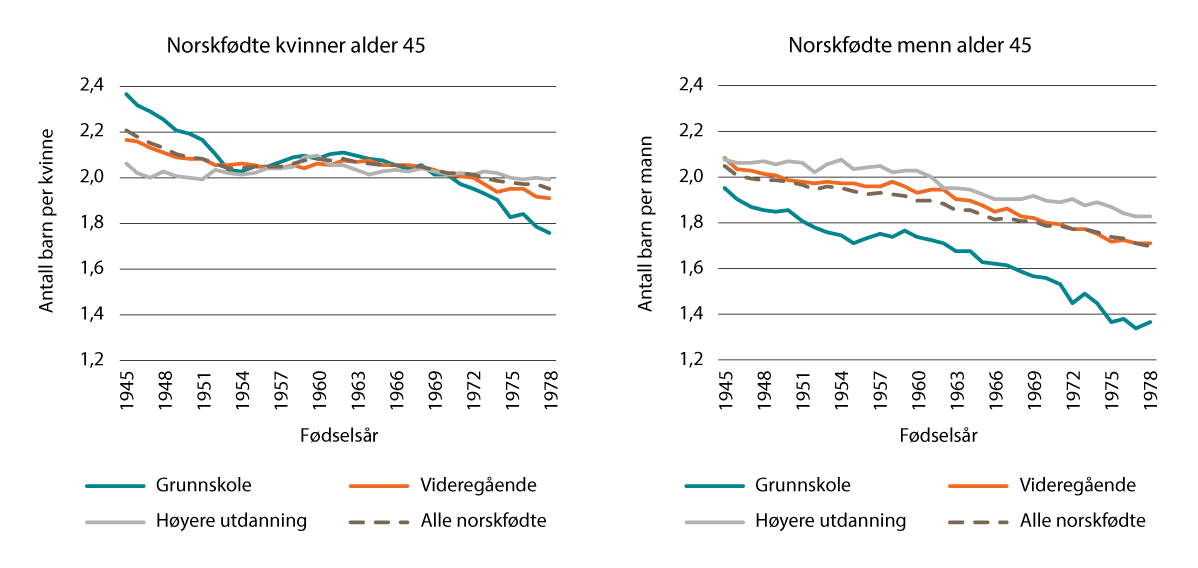 Norskfødte kvinner alder 45
Antall barn per kvinne
2,4
2,2
2,0
1,8
1,6
1,4
1,2
1945
1948
1951
1954
1957
1960
1963
1966
1969
1972
1975
1978
Fødselsår
Grunnskole
Videregående
Høyere utdanning
Alle norskfødte
Norskfødte menn alder 45
Antall barn per mann
2,4
2,2
2,0
1,8
1,6
1,4
1,2
1945
1948
1951
1954
1957
1960
1963
1966
1969
1972
1975
1978
Fødselsår
Grunnskole
Videregående
Høyere utdanning
Alle norskfødte